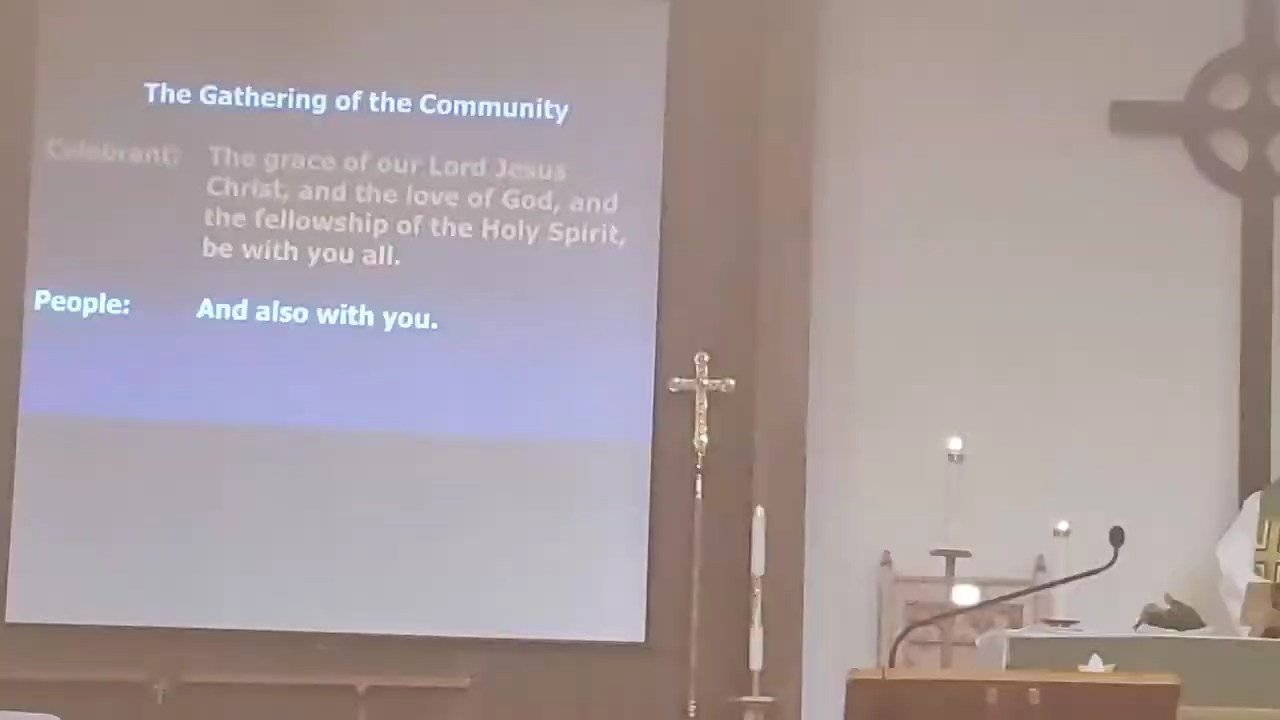 The Gathering of the Community
Celebrant: The grace of our Lord Jesus
Christ, and the love of God, and
the fellowship of the Holy Spirit,
be with you all.
People: And also with you.